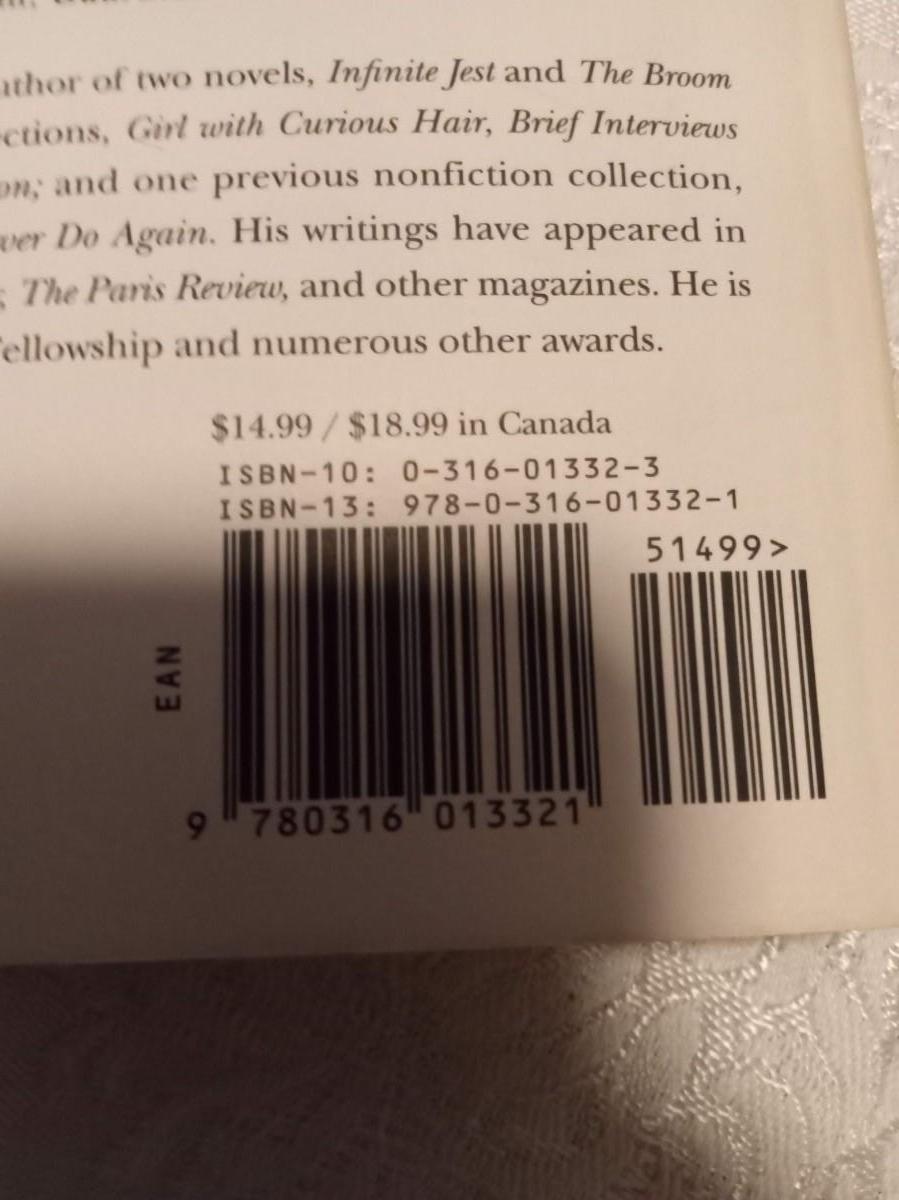 uthor of two novels, Infinite Jest and The Broom
ctions, Girl with Curious Hair, Brief Interviews
on; and one previous nonfiction collection,
ver Do Again. His writings have appeared in
The Paris Review, and other magazines. He is
ellowship and numerous other awards.
$14.99 / $18.99 in Canada
ISBN-10: 0-316-01332-3
ISBN-13: 978-0-316-01332-1
51499>
EAN
9 780316 013321